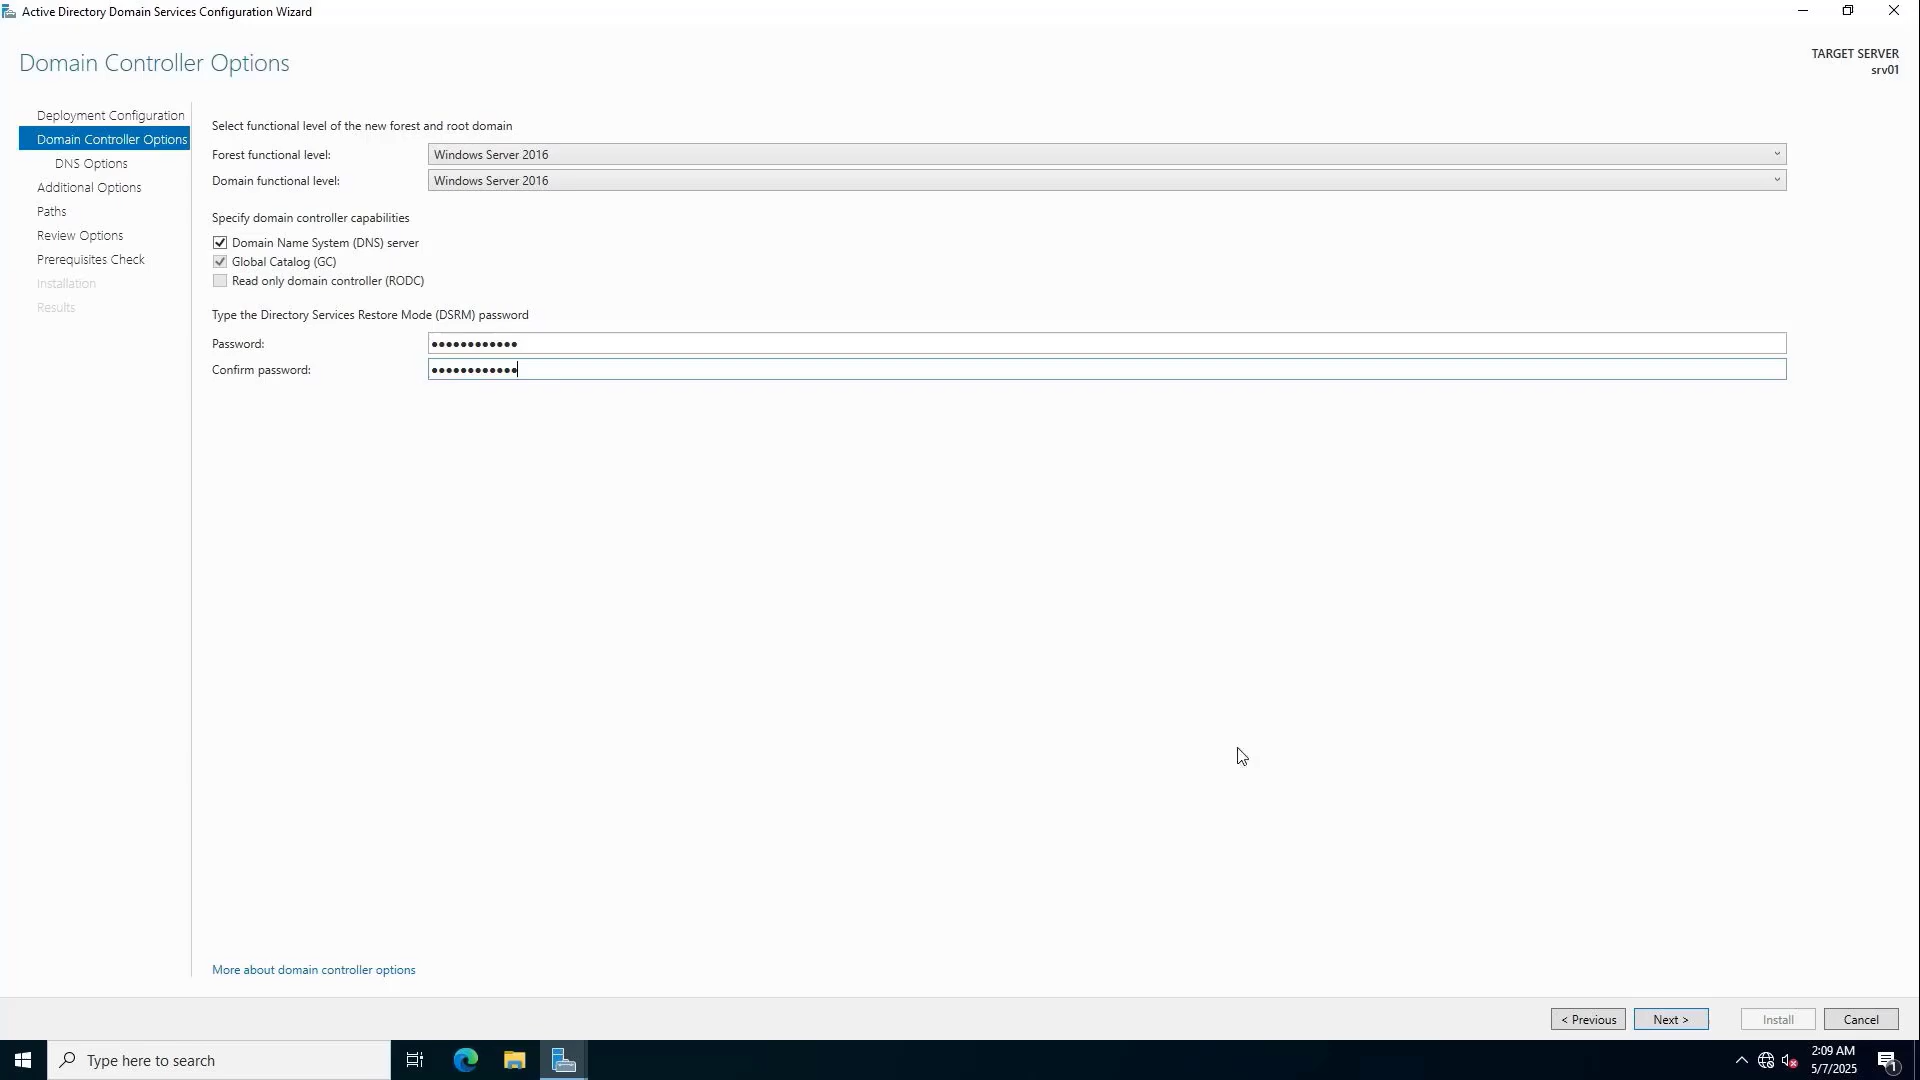 Active Directory Domain Services Configuration Wizard
Domain Controller Options
TARGET SERVER
srv01
Deployment Configuration
Domain Controller Options
DNS Options
Additional Options
Paths
Review Options
Prerequisites Check
Installation
Results
Select functional level of the new forest and root domain
Forest functional level: Windows Server 2016
Domain functional level: Windows Server 2016
Specify domain controller capabilities
Domain Name System (DNS) server
Global Catalog (GC)
Read only domain controller (RODC)
Type the Directory Services Restore Mode (DSRM) password
Password: ••••••••••••
Confirm password: ••••••••••••
More about domain controller options
< Previous Next > Install Cancel
Type here to search
2:09 AM
5/7/2025
1